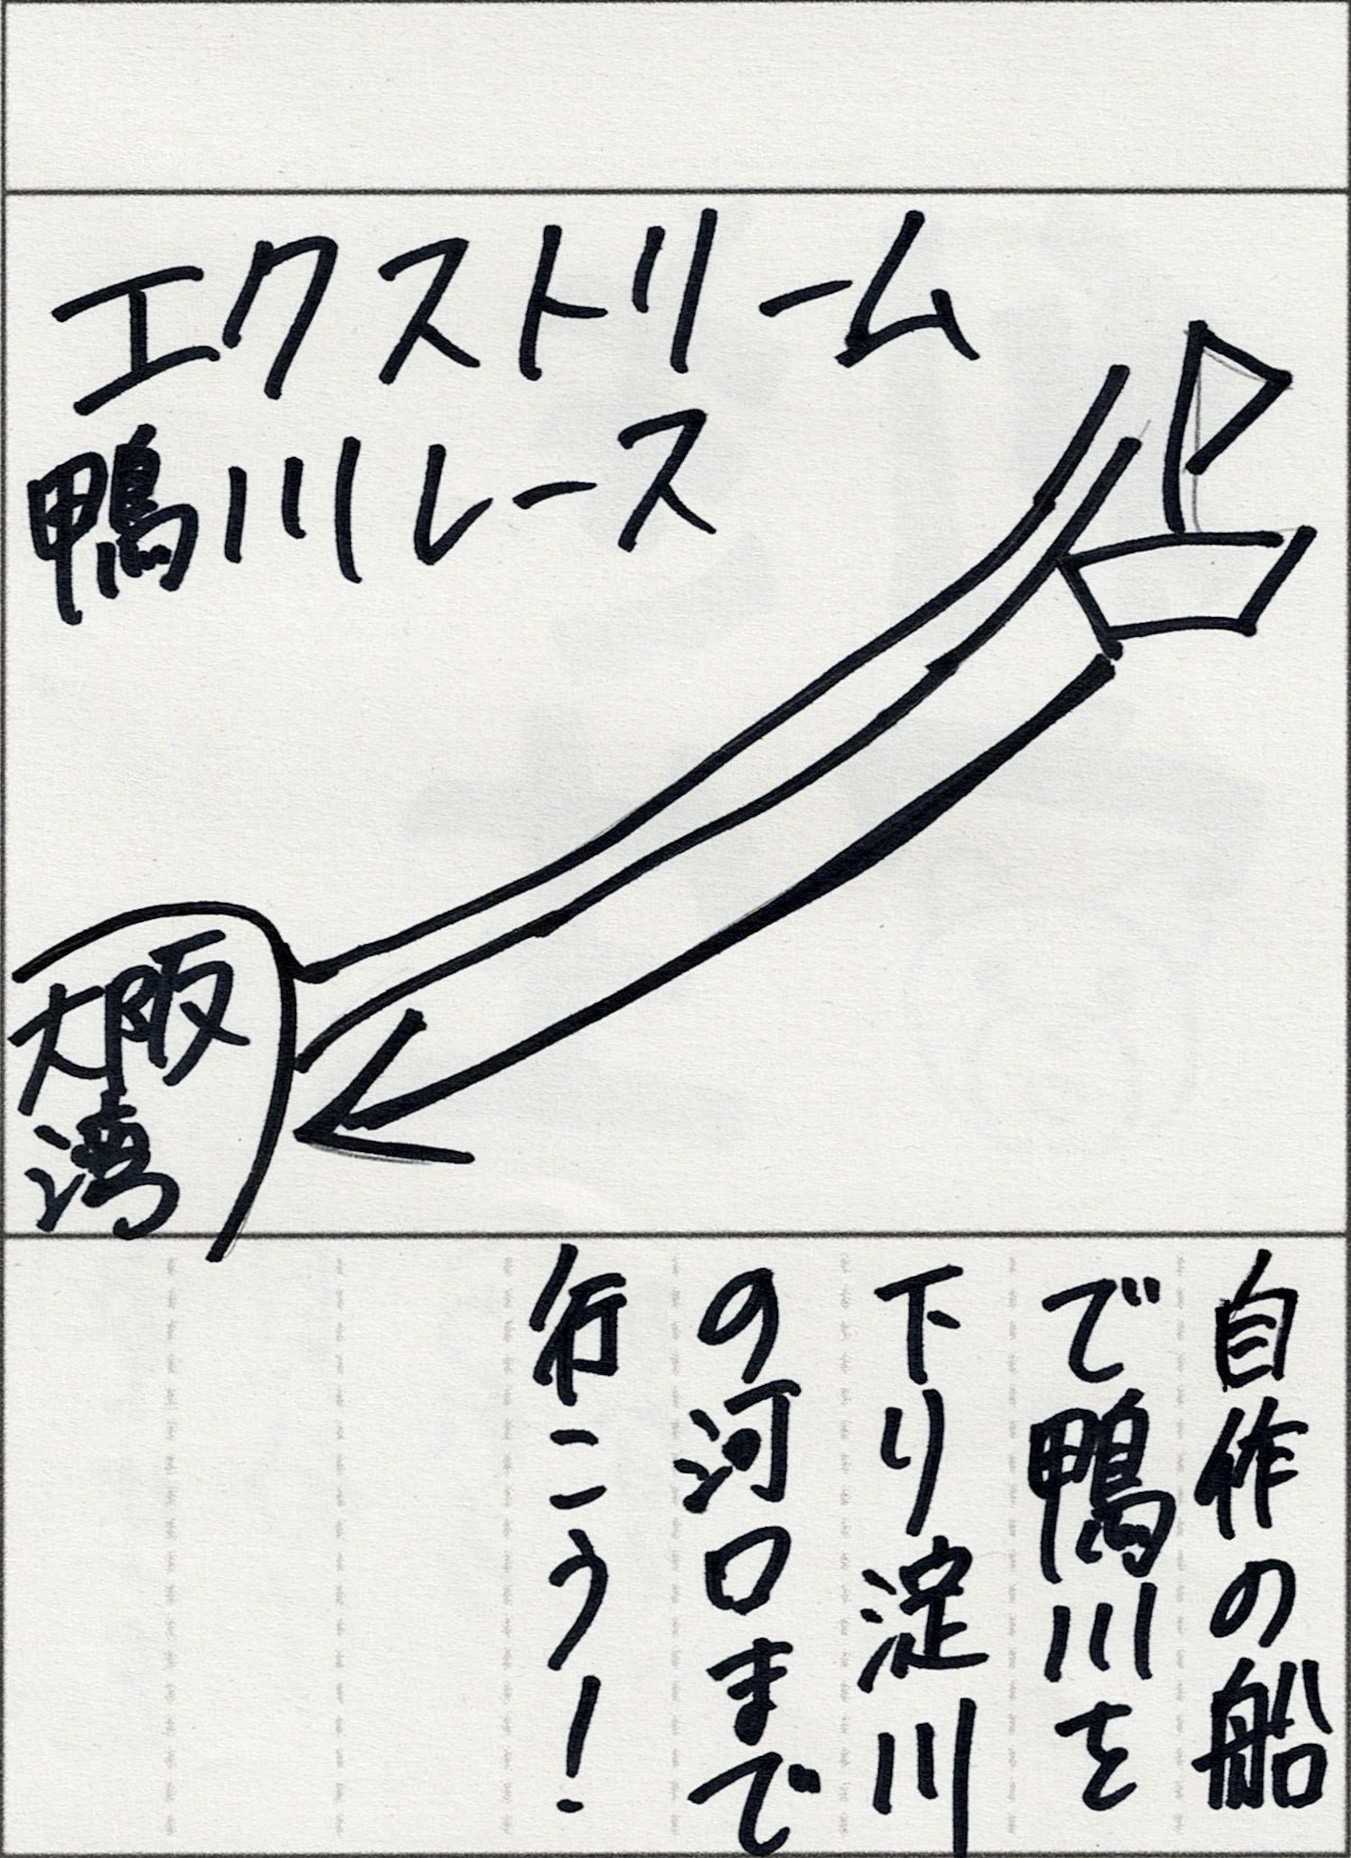 エクストリーム
鴨川レース
大阪
湾
自作の船
で鴨川を
下り淀川
の河口まで
行こう！